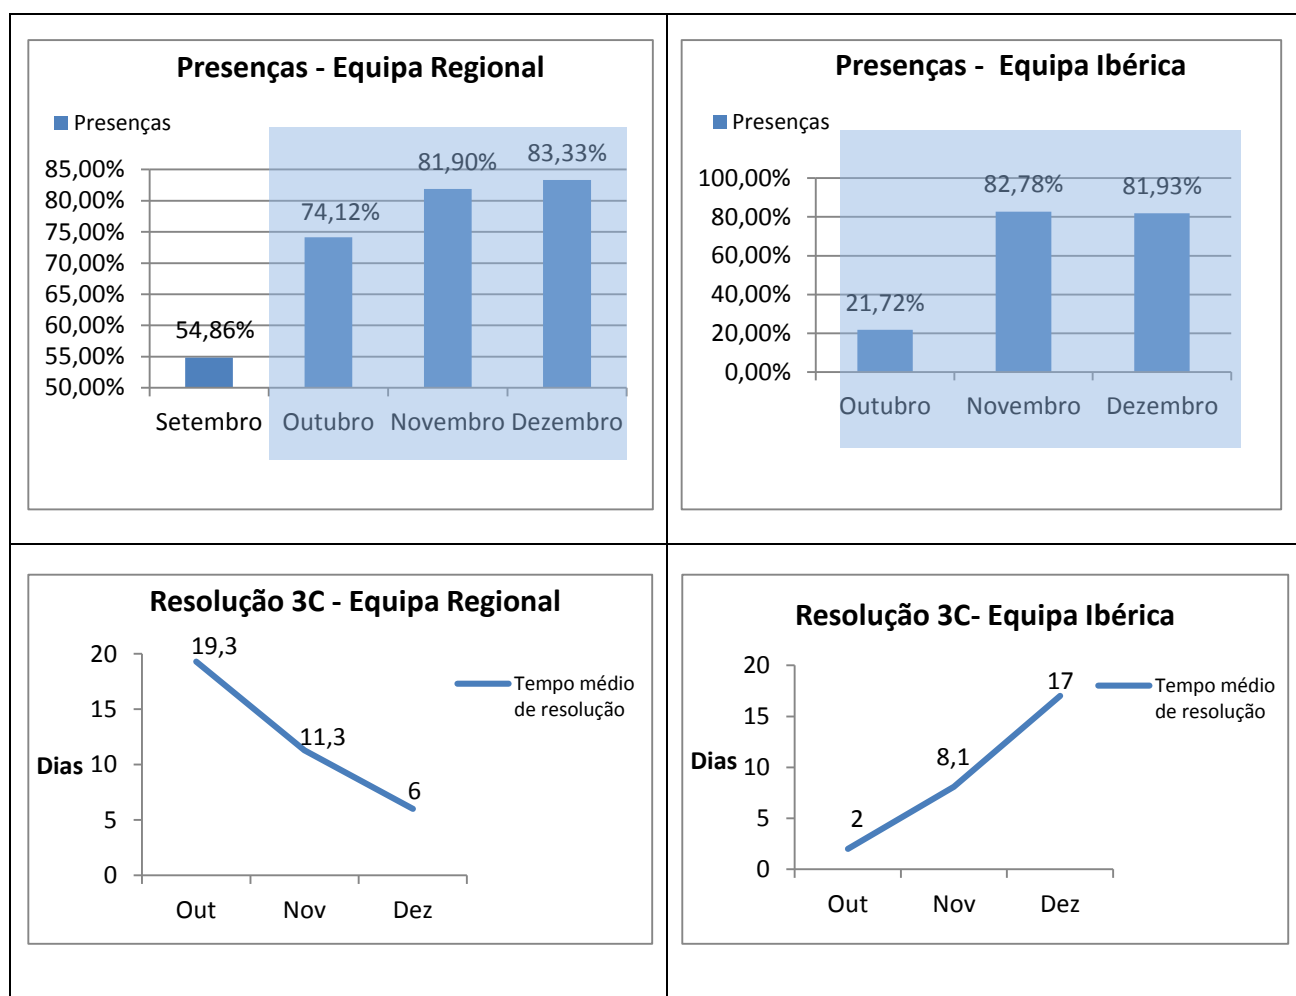 Presenças - Equipa Regional
Presenças
85,00%
80,00%
75,00%
70,00%
65,00%
60,00%
55,00%
50,00%
54,86%
74,12%
81,90%
83,33%
Setembro
Outubro
Novembro
Dezembro
Presenças -  Equipa Ibérica
Presenças
100,00%
80,00%
60,00%
40,00%
20,00%
0,00%
21,72%
82,78%
81,93%
Outubro
Novembro
Dezembro
Resolução 3C - Equipa Regional
20
15
10
5
0
Dias
19,3
11,3
6
Out
Nov
Dez
Tempo médio
de resolução
Resolução 3C- Equipa Ibérica
20
15
10
5
0
Dias
2
8,1
17
Out
Nov
Dez
Tempo médio
de resolução